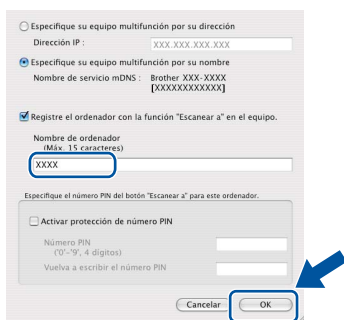 Especifique su equipo multifunción por su dirección
Dirección IP :
XXX.XXX.XXX.XXX
Especifique su equipo multifunción por su nombre
Nombre de servicio mDNS : Brother XXX-XXXX
[XXXXXXXXXXXX]
Registre el ordenador con la función "Escanear a" en el equipo.
Nombre de ordenador
(Máx. 15 caracteres)
XXXX
Especifique el número PIN del botón "Escanear a" para este ordenador.
Activar protección de número PIN
Número PIN
('0'-'9', 4 dígitos)
Vuelva a escribir el número PIN
Cancelar OK